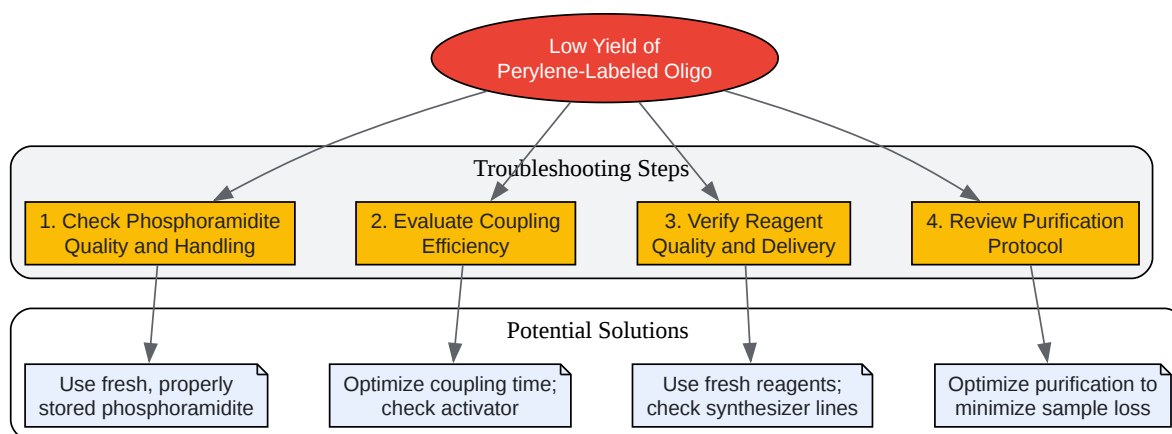 Low Yield of
Perylene-Labeled Oligo
Troubleshooting Steps
1. Check Phosphoramidite
Quality and Handling
2. Evaluate Coupling
Efficiency
3. Verify Reagent
Quality and Delivery
4. Review Purification
Protocol
Potential Solutions
Use fresh, properly
stored phosphoramidite
Optimize coupling time;
check activator
Use fresh reagents;
check synthesizer lines
Optimize purification to
minimize sample loss